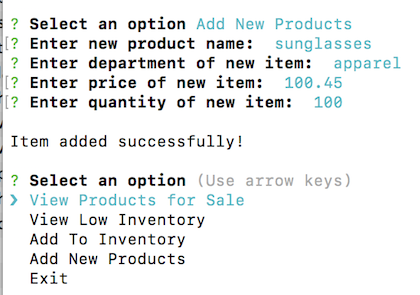 ? Select an option Add New Products
[? Enter new product name:  sunglasses
? Enter department of new item:  apparel
[? Enter price of new item:  100.45
[? Enter quantity of new item:  100
Item added successfully!
? Select an option (Use arrow keys)
❯ View Products for Sale
View Low Inventory
Add To Inventory
Add New Products
Exit